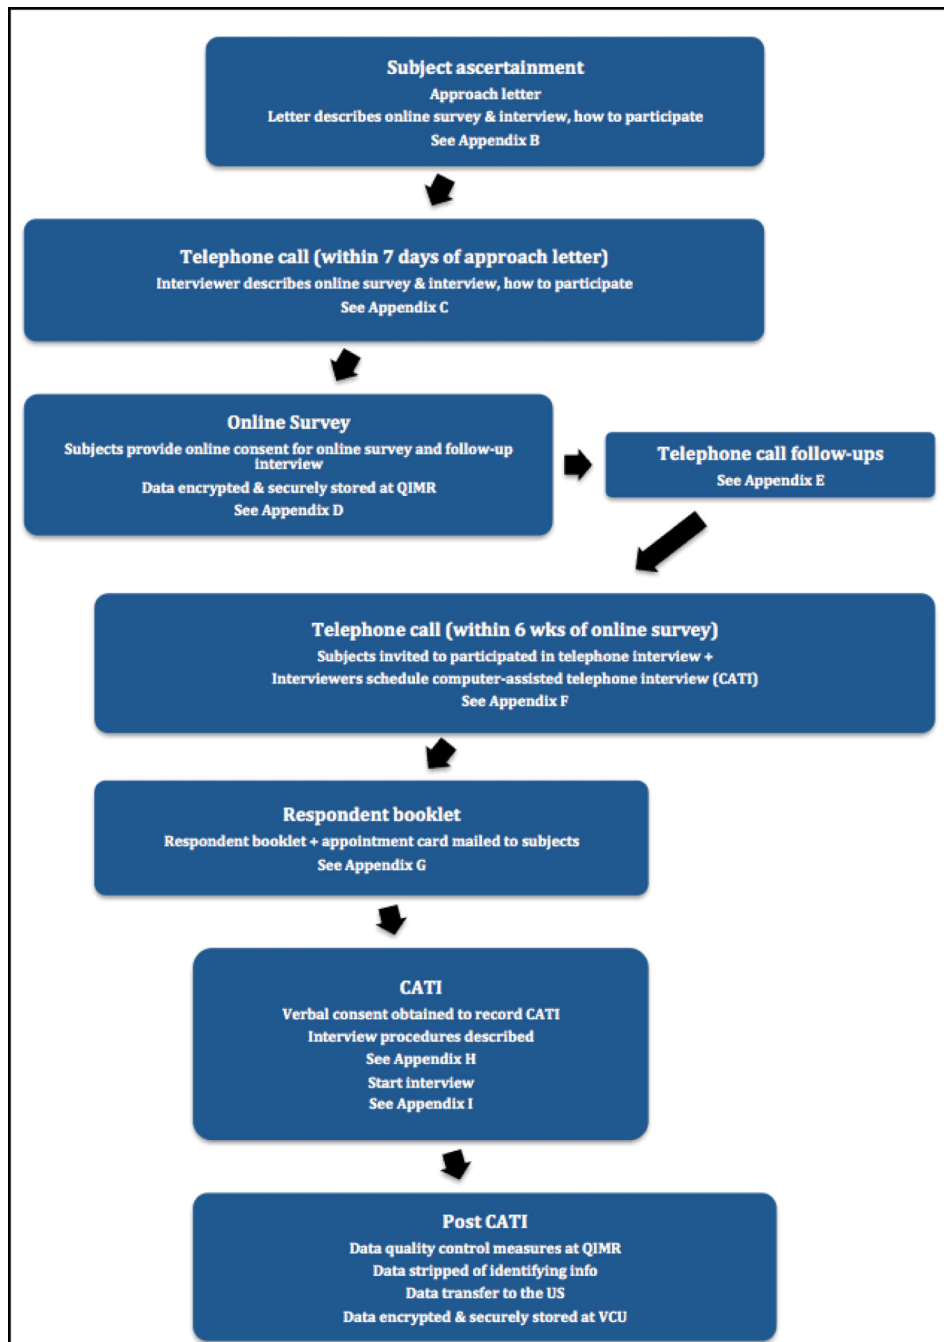 Subject ascertainment
Approach letter
Letter describes online survey & interview, how to participate
See Appendix B
Telephone call (within 7 days of approach letter)
Interviewer describes online survey & interview, how to participate
See Appendix C
Online Survey
Subjects provide online consent for online survey and follow-up
interview
Data encrypted & securely stored at QIMR
See Appendix D
Telephone call follow-ups
See Appendix E
Telephone call (within 6 wks of online survey)
Subjects invited to participated in telephone interview +
Interviewers schedule computer-assisted telephone interview (CATI)
See Appendix F
Respondent booklet
Respondent booklet + appointment card mailed to subjects
See Appendix G
CATI
Verbal consent obtained to record CATI
Interview procedures described
See Appendix H
Start interview
See Appendix I
Post CATI
Data quality control measures at QIMR
Data stripped of identifying info
Data transfer to the US
Data encrypted & securely stored at VCU